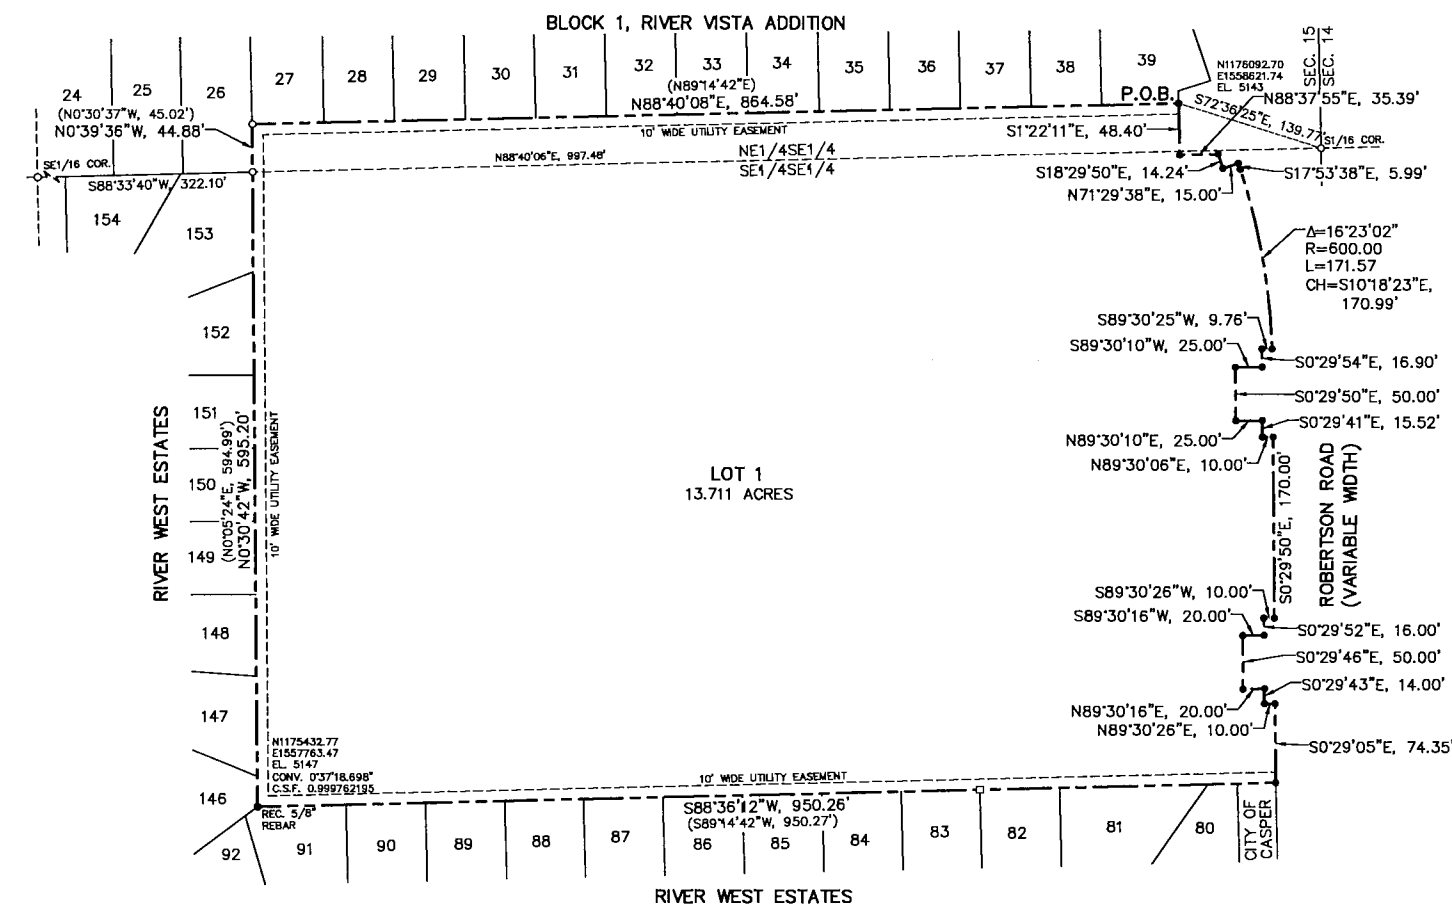 BLOCK 1, RIVER VISTA ADDITION
24
25
26
27
28
29
30
31
32
33
34
35
36
37
38
39
(N0°30'37"W, 45.02')
N0°39'36"W, 44.88'
(N89°14'42"E)
N88°40'08"E, 864.58'
P.O.B.
N1176092.70
E1558621.74
EL. 5143
SEC. 15
SEC. 14
N88°37'55"E, 35.39'
S72°36'25"E, 139.77'
S1/16 COR.
10' WIDE UTILITY EASEMENT
S1°22'11"E, 48.40'
SE1/16 COR.
N88°40'06"E, 997.48'
NE1/4SE1/4
SE1/4SE1/4
S88°33'40"W, 322.10'
S18°29'50"E, 14.24'
S17°53'38"E, 5.99'
N71°29'38"E, 15.00'
154
153
152
151
150
149
148
147
146
Δ=16°23'02"
R=600.00
L=171.57
CH=S10°18'23"E,
170.99'
S89°30'25"W, 9.76'
S89°30'10"W, 25.00'
S0°29'54"E, 16.90'
S0°29'50"E, 50.00'
S0°29'41"E, 15.52'
N89°30'10"E, 25.00'
N89°30'06"E, 10.00'
RIVER WEST ESTATES
(N0°05'24"E, 594.99')
N0°30'42"W, 595.20'
10' WIDE UTILITY EASEMENT
LOT 1
13.711 ACRES
S0°29'50"E, 170.00'
ROBERTSON ROAD
(VARIABLE WIDTH)
S89°30'26"W, 10.00'
S89°30'16"W, 20.00'
S0°29'52"E, 16.00'
S0°29'46"E, 50.00'
S0°29'43"E, 14.00'
N89°30'16"E, 20.00'
N89°30'26"E, 10.00'
S0°29'05"E, 74.35'
N1175432.77
E1557763.47
EL. 5147
CONV. 0°37'18.698"
C.S.F. 0.999762195
10' WIDE UTILITY EASEMENT
REC. 5/8"
REBAR
S88°36'12"W, 950.26'
(S89°14'42"W, 950.27')
92
91
90
89
88
87
86
85
84
83
82
81
80
CITY OF
CASPER
RIVER WEST ESTATES